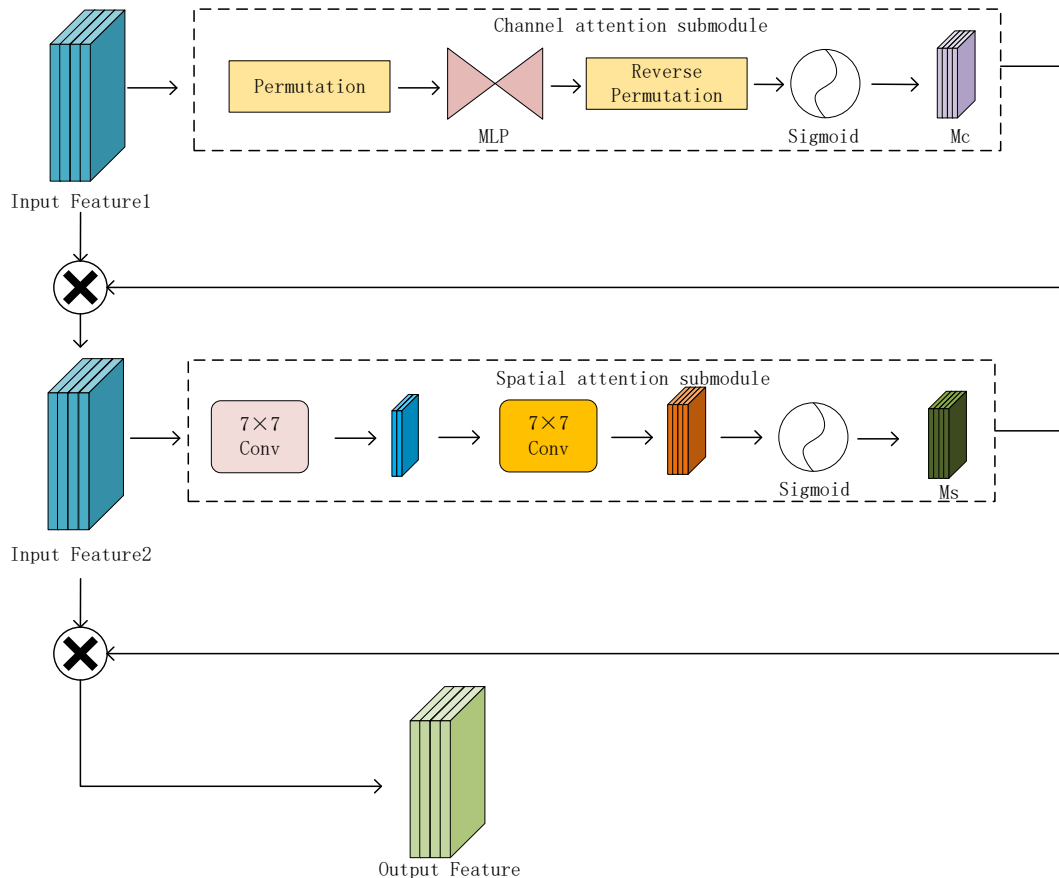 Channel attention submodule
Permutation
Reverse
Permutation
MLP
Sigmoid
Mc
Input Feature1
Spatial attention submodule
7×7
Conv
7×7
Conv
Sigmoid
Ms
Input Feature2
Output Feature